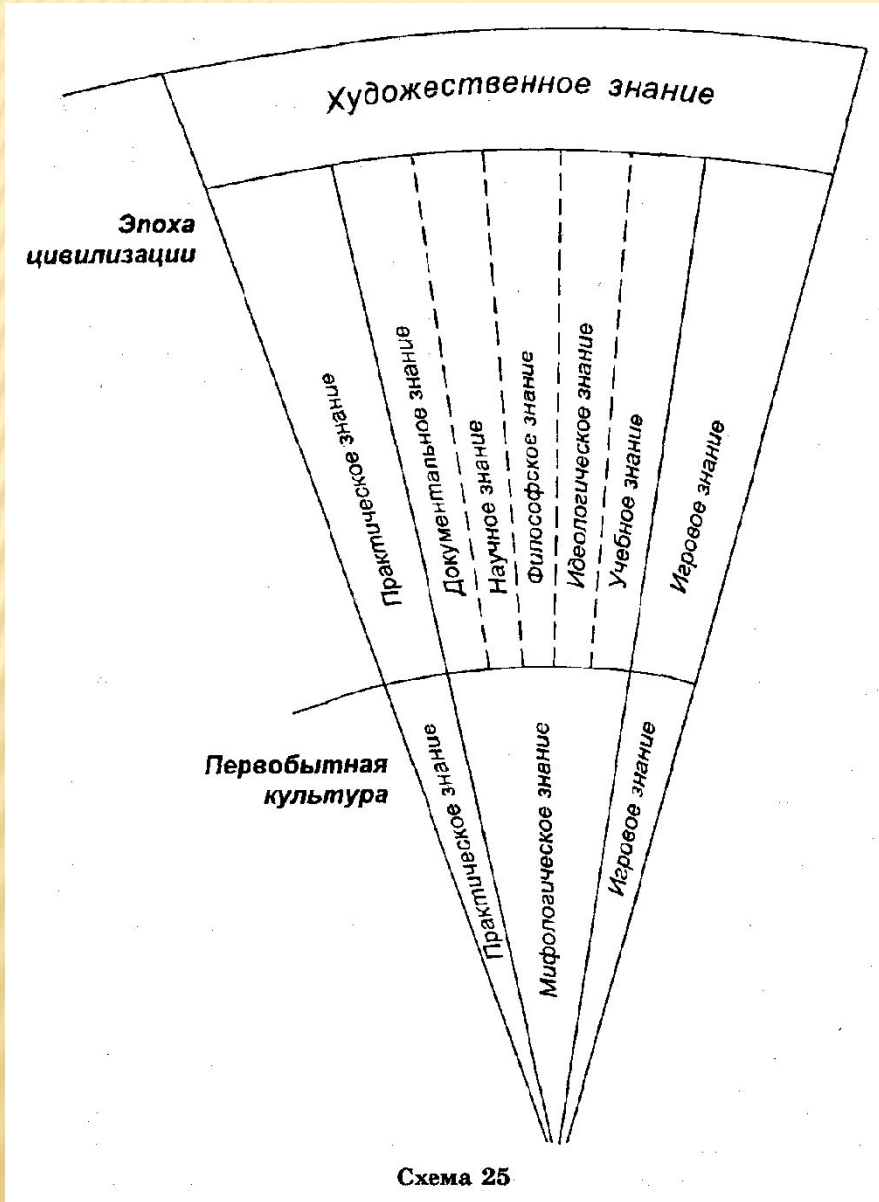 Художественное знание
Эпоха
цивилизации
Практическое знание
Документальное знание
Научное знание
Философское знание
Идеологическое знание
Учебное знание
Игровое знание
Первобытная
культура
Практическое знание
Мифологическое знание
Игровое знание
Схема 25